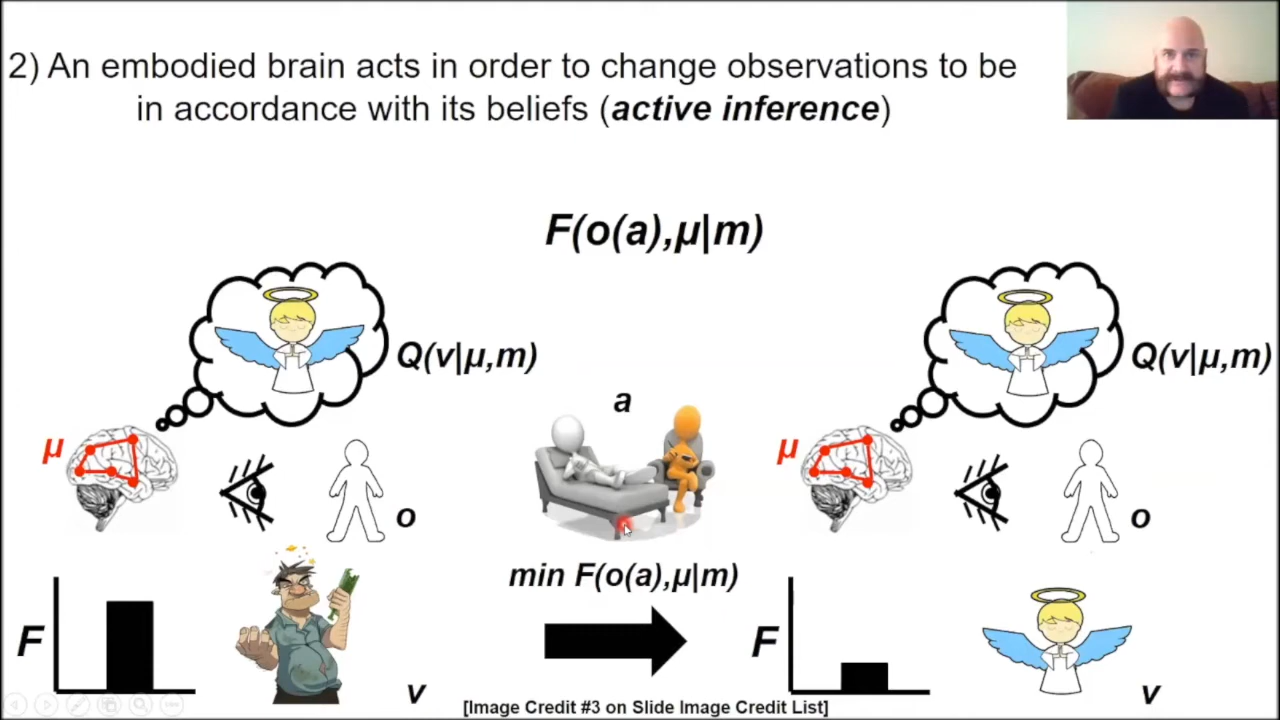 2) An embodied brain acts in order to change observations to be
in accordance with its beliefs (active inference)
F(o(a),μ|m)
Q(v|μ,m)
Q(v|μ,m)
a
μ
μ
o
o
min F(o(a),μ|m)
F
F
v
v
[Image Credit #3 on Slide Image Credit List]